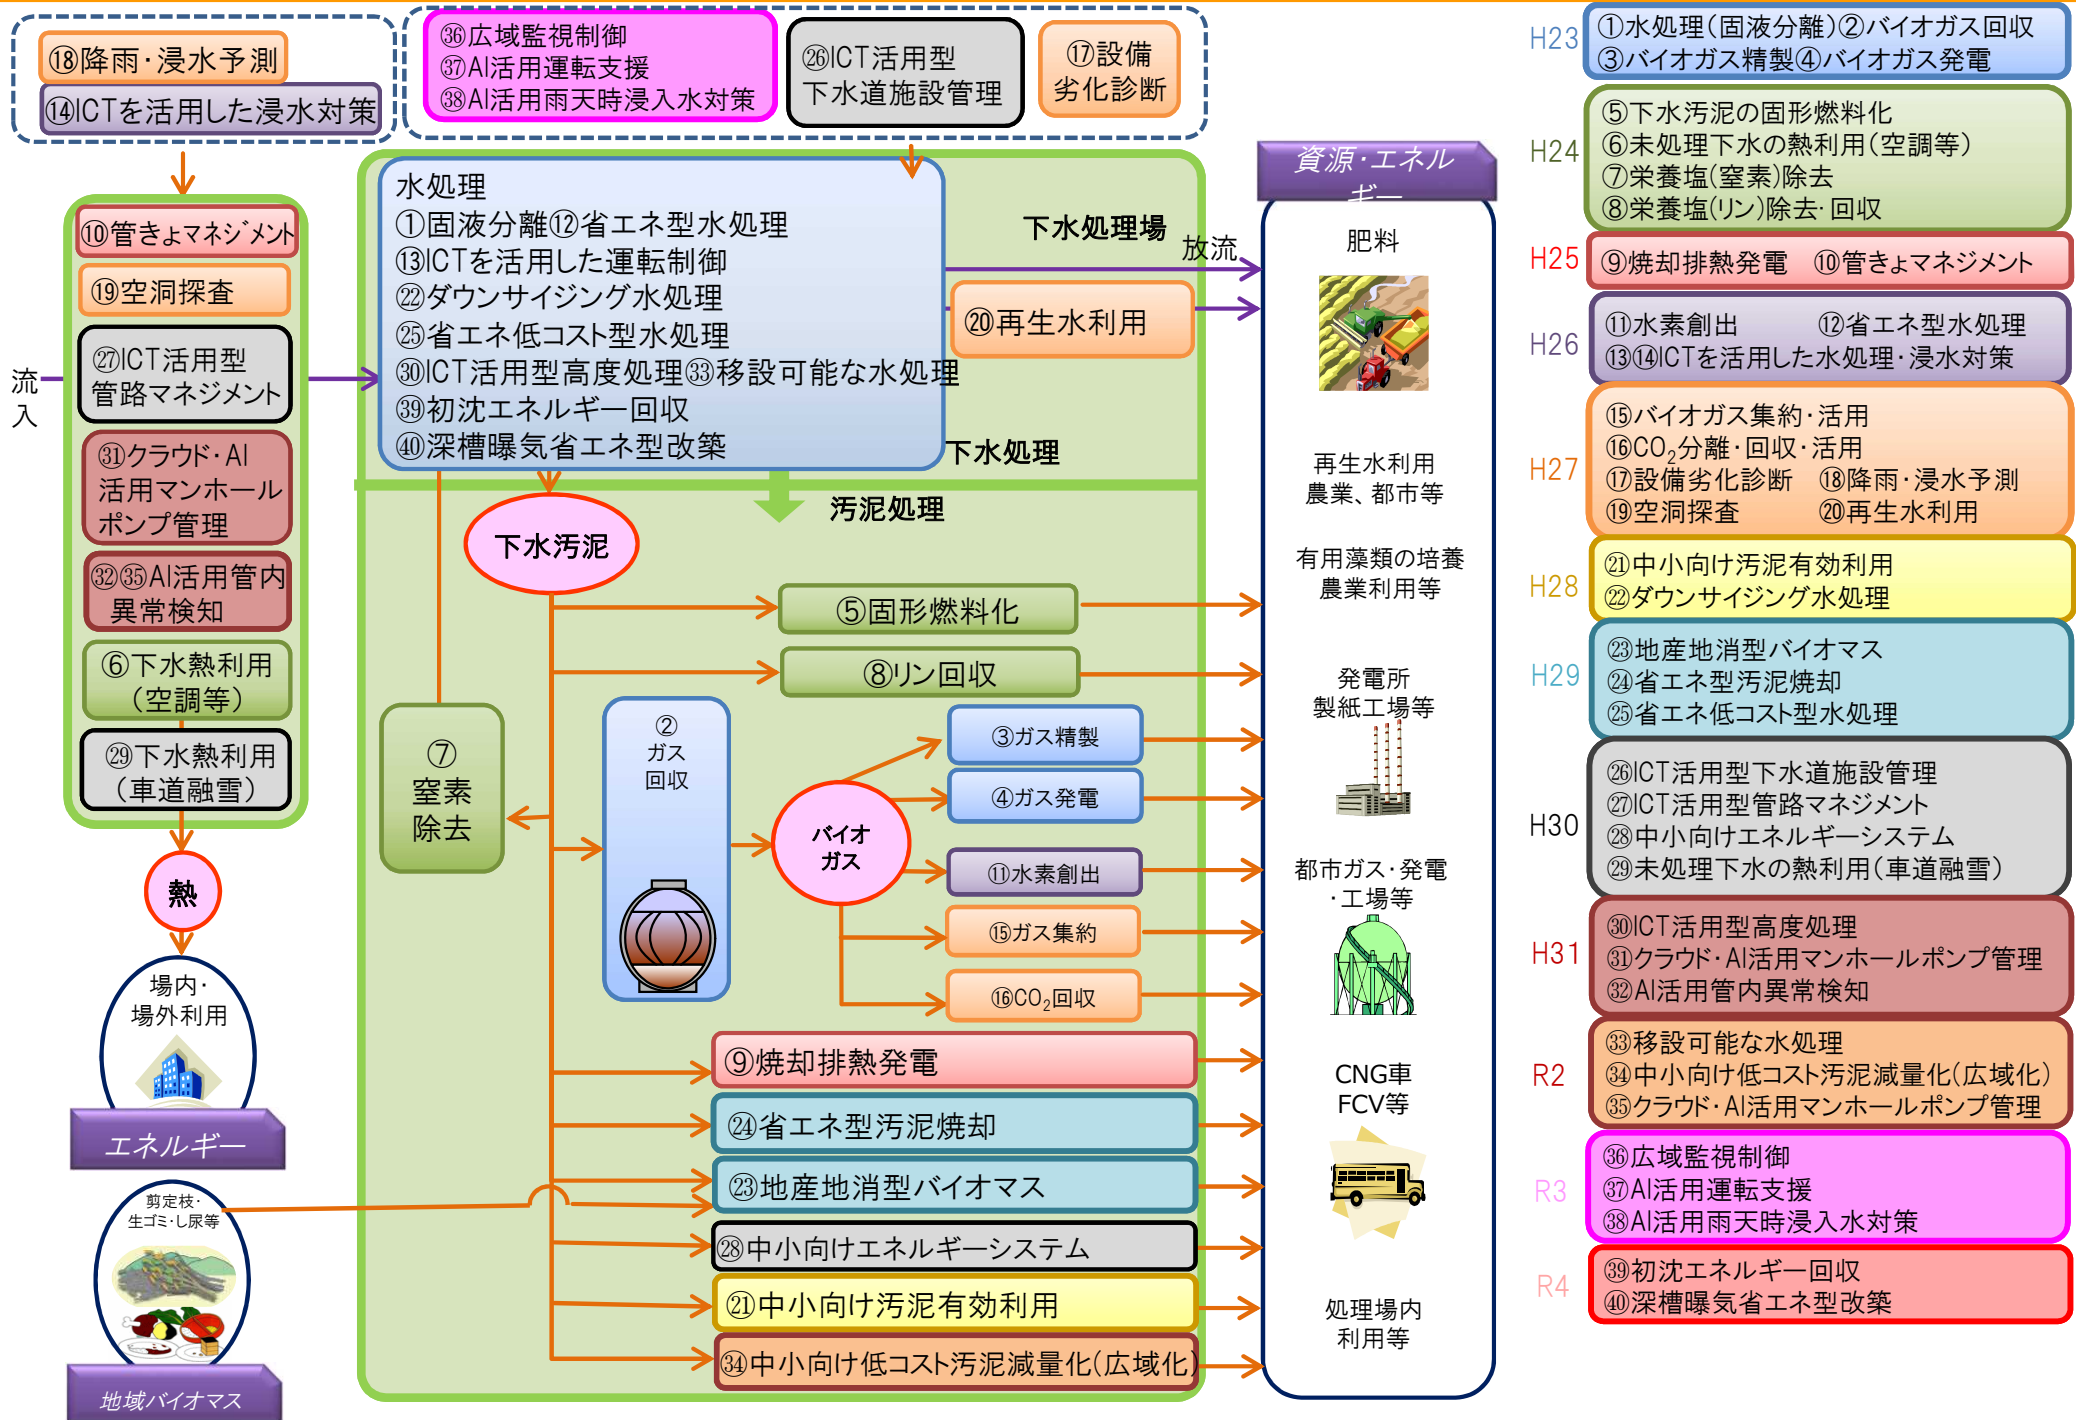 ⑱降雨・浸水予測
⑭ICTを活用した浸水対策
㊱広域監視制御
㊲AI活用運転支援
㊳AI活用雨天時浸入水対策
㉖ICT活用型
下水道施設管理
⑰設備
劣化診断
流
入
⑩管きょマネジメント
⑲空洞探査
㉗ICT活用型
管路マネジメント
㉛クラウド・AI
活用マンホール
ポンプ管理
㉜㉟AI活用管内
異常検知
⑥下水熱利用
(空調等)
㉙下水熱利用
(車道融雪)
熱
場内・
場外利用
エネルギー
剪定枝・
生ゴミ・し尿等
地域バイオマス
水処理
①固液分離⑫省エネ型水処理
⑬ICTを活用した運転制御
㉒ダウンサイジング水処理
㉕省エネ低コスト型水処理
㉚ICT活用型高度処理㉝移設可能な水処理
㊴初沈エネルギー回収
㊵深槽曝気省エネ型改築
下水処理場
放流
⑳再生水利用
下水処理
汚泥処理
下水汚泥
⑤固形燃料化
⑧リン回収
⑦
窒素
除去
②
ガス
回収
バイオ
ガス
③ガス精製
④ガス発電
⑪水素創出
⑮ガス集約
⑯CO₂回収
⑨焼却排熱発電
㉔省エネ型汚泥焼却
㉓地産地消型バイオマス
㉘中小向けエネルギーシステム
㉑中小向け汚泥有効利用
㉞中小向け低コスト汚泥減量化(広域化)
資源・エネル
ギー
肥料
再生水利用
農業、都市等
有用藻類の培養
農業利用等
発電所
製紙工場等
都市ガス・発電
・工場等
CNG車
FCV等
処理場内
利用等
H23
①水処理(固液分離)②バイオガス回収
③バイオガス精製④バイオガス発電
H24
⑤下水汚泥の固形燃料化
⑥未処理下水の熱利用(空調等)
⑦栄養塩(窒素)除去
⑧栄養塩(リン)除去・回収
H25
⑨焼却排熱発電 ⑩管きょマネジメント
H26
⑪水素創出 ⑫省エネ型水処理
⑬⑭ICTを活用した水処理・浸水対策
H27
⑮バイオガス集約・活用
⑯CO₂分離・回収・活用
⑰設備劣化診断 ⑱降雨・浸水予測
⑲空洞探査 ⑳再生水利用
H28
㉑中小向け汚泥有効利用
㉒ダウンサイジング水処理
H29
㉓地産地消型バイオマス
㉔省エネ型汚泥焼却
㉕省エネ低コスト型水処理
H30
㉖ICT活用型下水道施設管理
㉗ICT活用型管路マネジメント
㉘中小向けエネルギーシステム
㉙未処理下水の熱利用(車道融雪)
H31
㉚ICT活用型高度処理
㉛クラウド・AI活用マンホールポンプ管理
㉜AI活用管内異常検知
R2
㉝移設可能な水処理
㉞中小向け低コスト汚泥減量化(広域化)
㉟クラウド・AI活用マンホールポンプ管理
R3
㊱広域監視制御
㊲AI活用運転支援
㊳AI活用雨天時浸入水対策
R4
㊴初沈エネルギー回収
㊵深槽曝気省エネ型改築